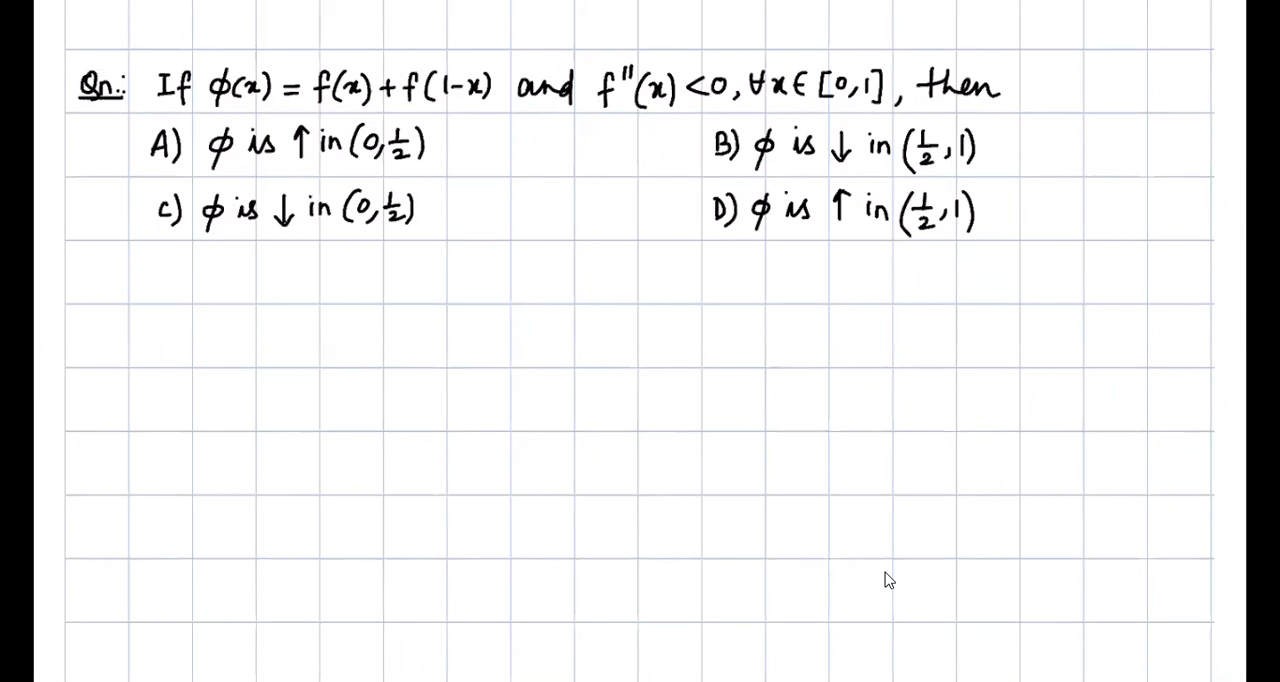 Qn.: If ϕ(x) = f(x) + f(1-x) and f''(x) <0, ∀x∈ [0,1], then
A) ϕ is ↑ in (0,1/2) B) ϕ is ↓ in (1/2,1)
C) ϕ is ↓ in (0,1/2) D) ϕ is ↑ in (1/2,1)